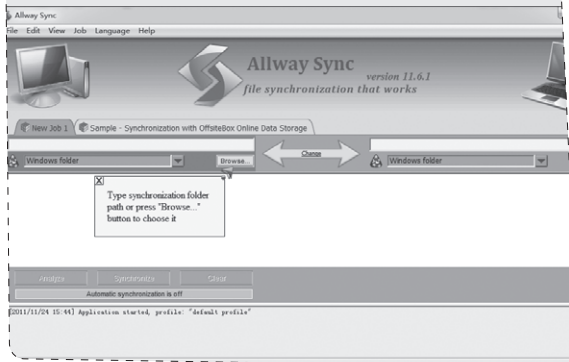 Allway Sync
File Edit View Job Language Help
Allway Sync
version 11.6.1
file synchronization that works
New Job 1
Sample - Synchronization with OffsiteBox Online Data Storage
Windows folder
Browse...
Change
Windows folder
Type synchronization folder
path or press "Browse..."
button to choose it
Analyze Synchronize Clear
Automatic synchronization is off
[2011/11/24 15:44] Application started, profile: "default profile"